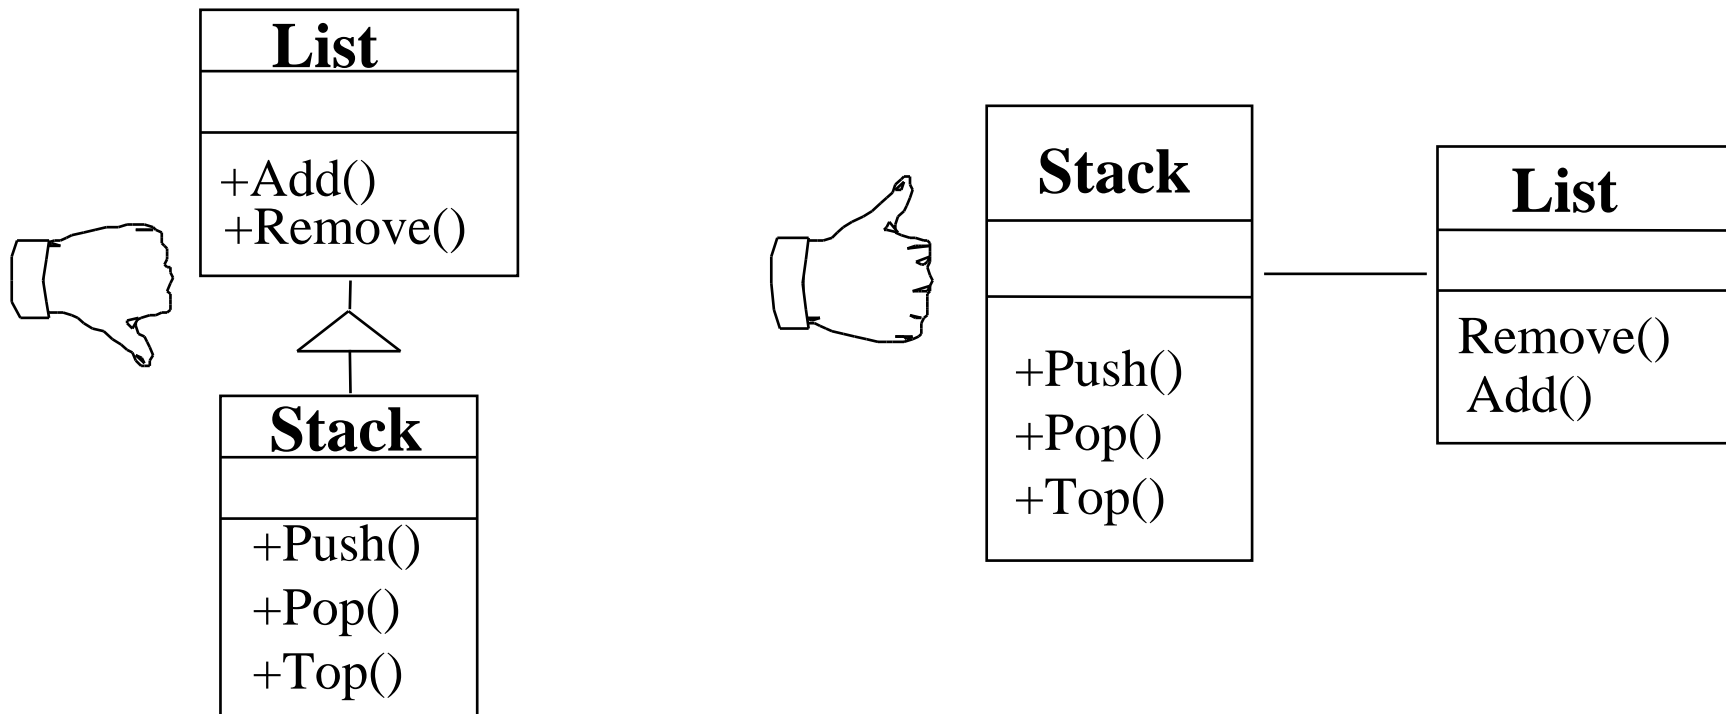 List
+Add()
+Remove()
Stack
+Push()
+Pop()
+Top()
Stack
+Push()
+Pop()
+Top()
List
Remove()
Add()